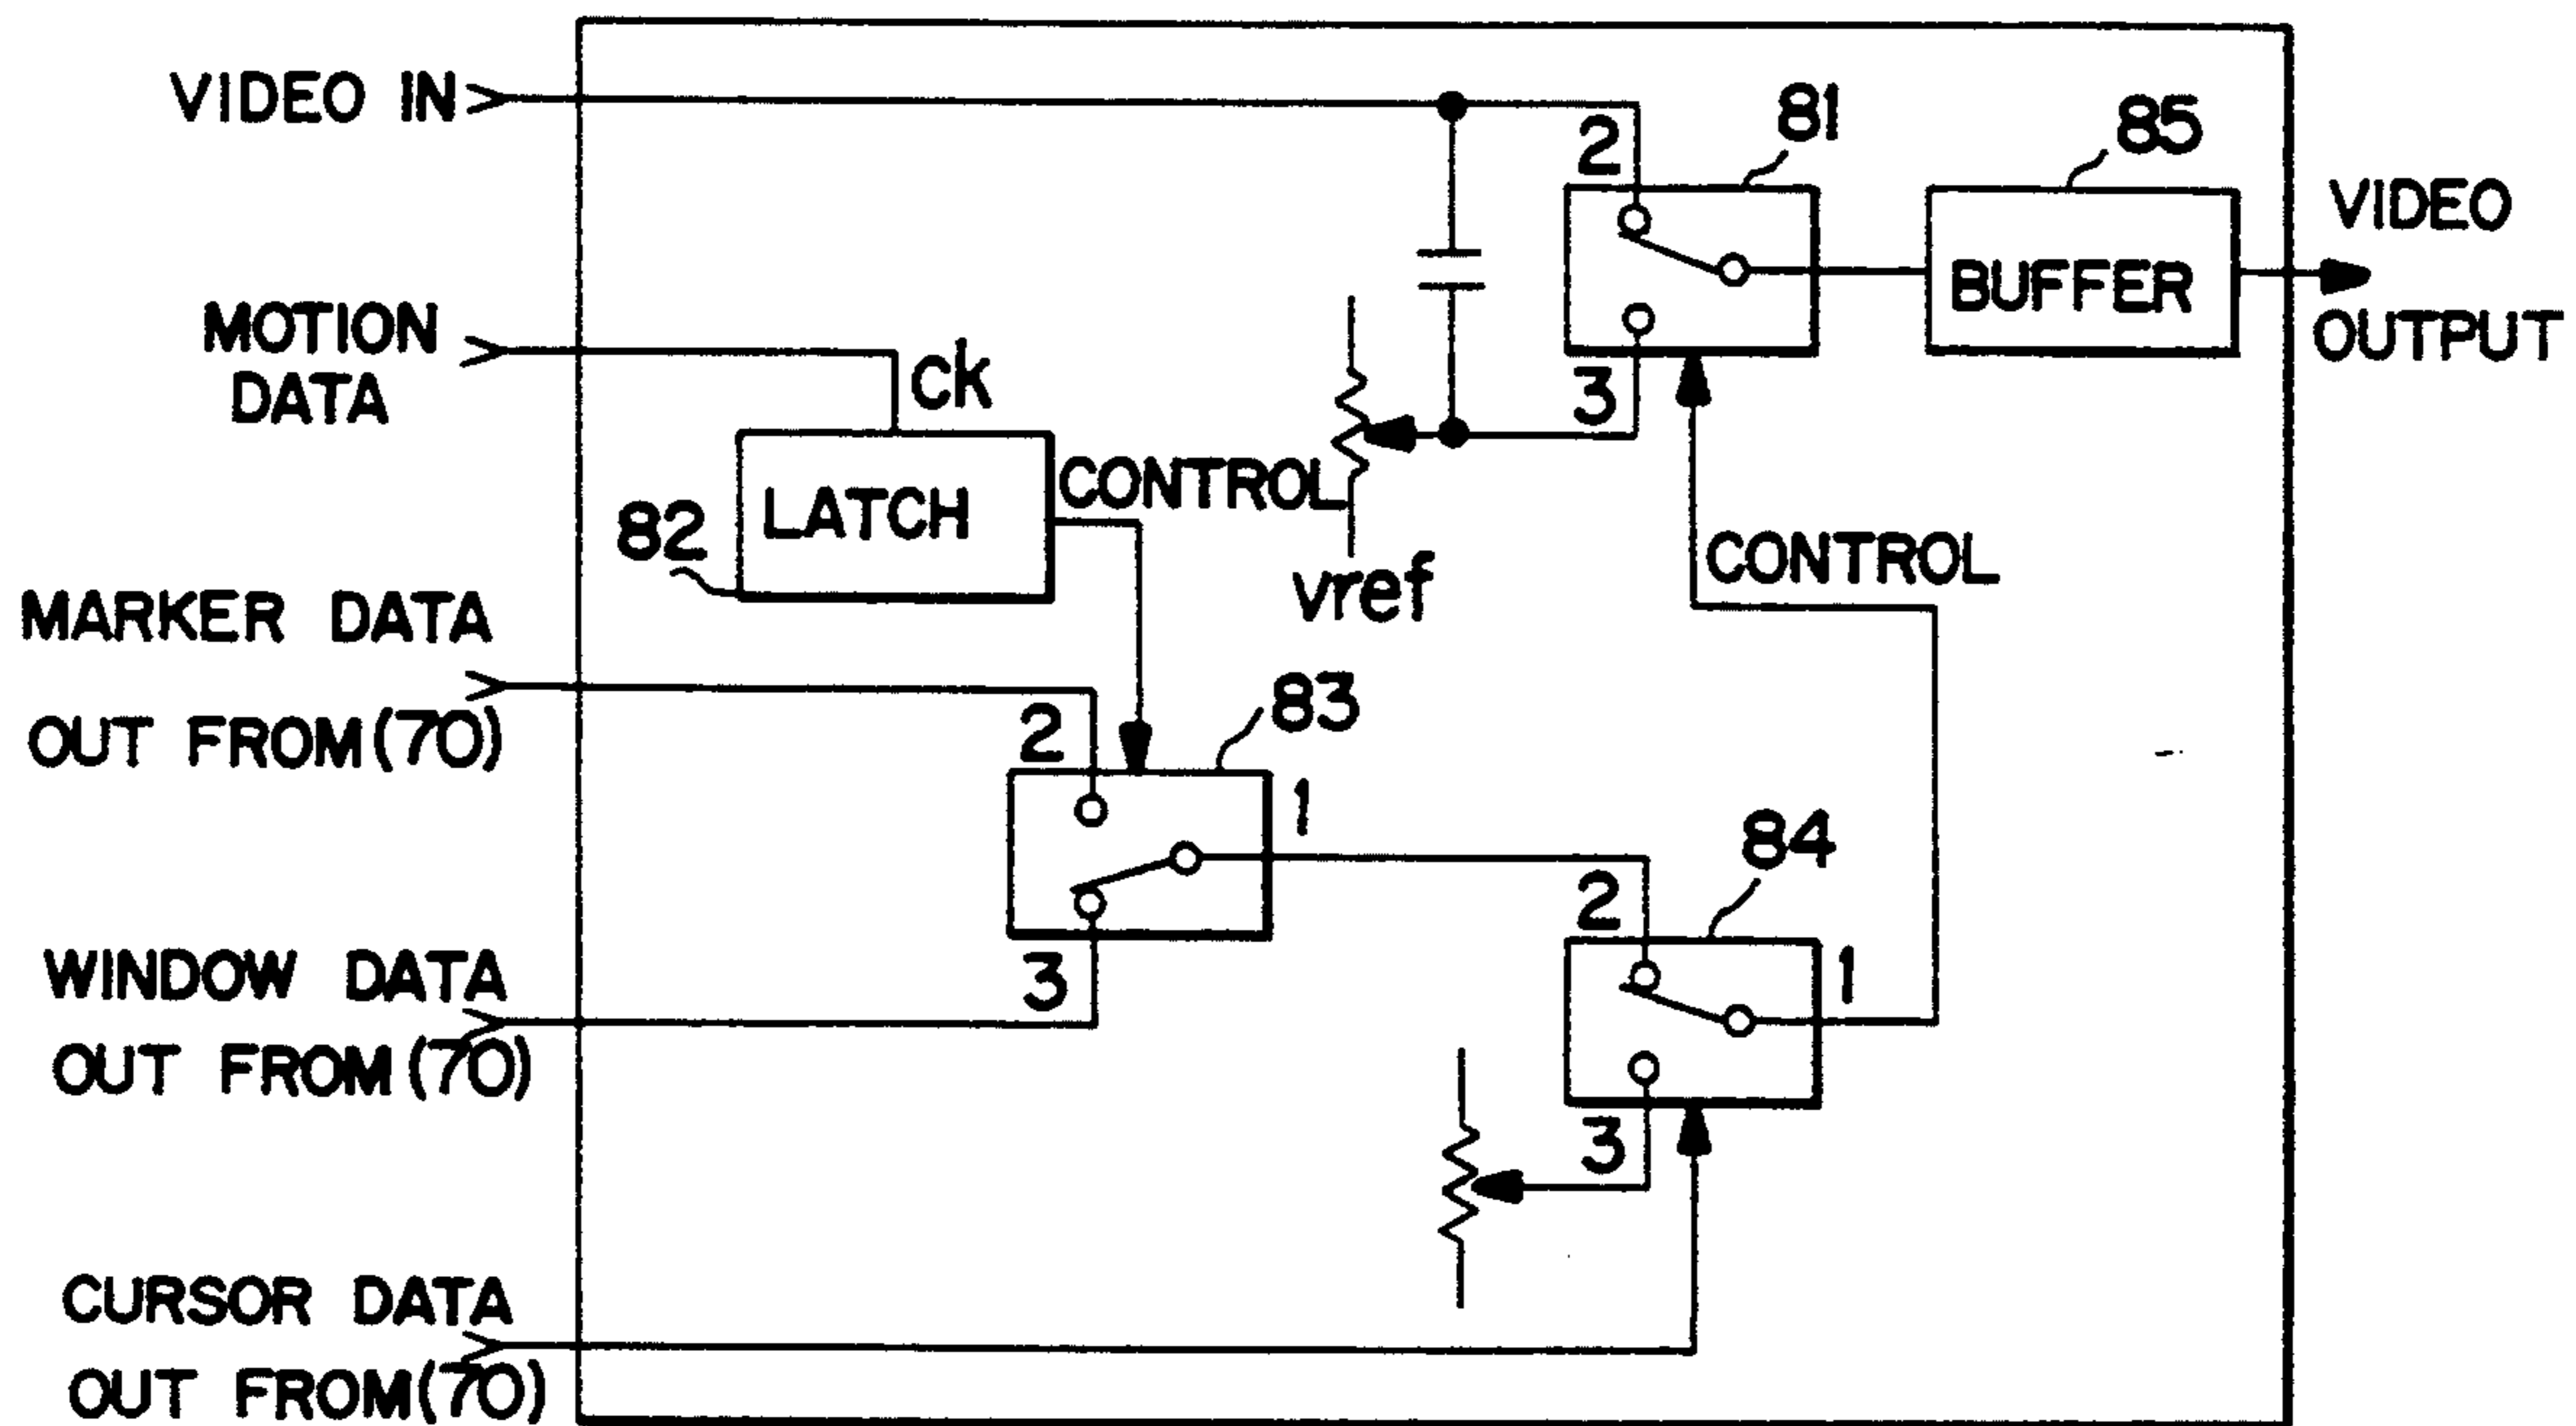 VIDEO IN
2
81
85
VIDEO
OUTPUT
BUFFER
MOTION
DATA
ck
3
82
LATCH
CONTROL
vref
CONTROL
MARKER DATA
OUT FROM (70)
2
83
1
3
WINDOW DATA
OUT FROM (70)
2
84
1
3
CURSOR DATA
OUT FROM (70)